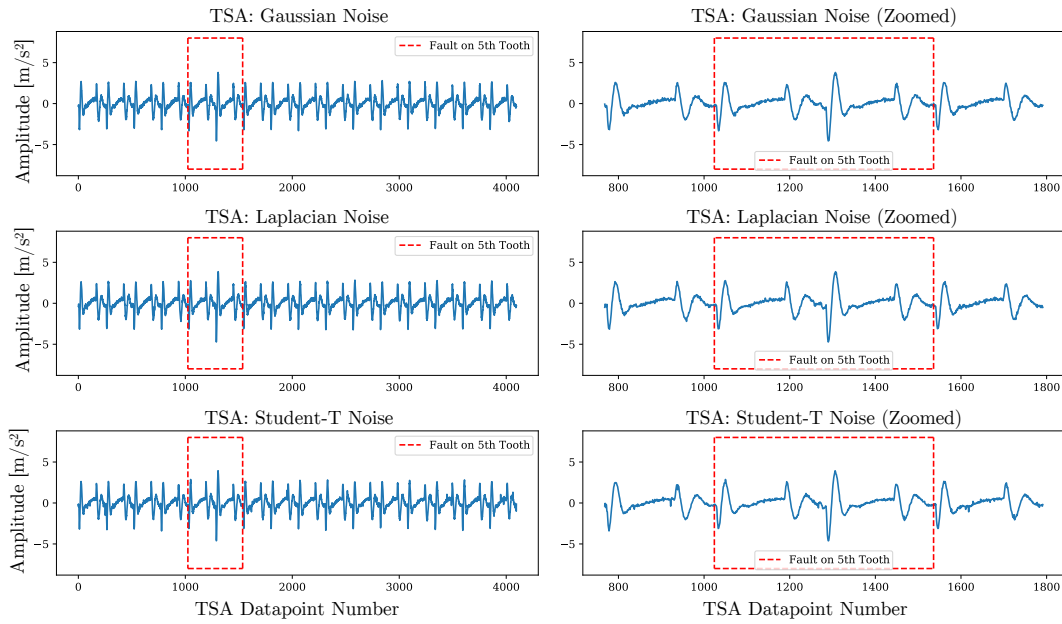 TSA: Gaussian Noise
Amplitude [m/s²]
5
0
−5
Fault on 5th Tooth
0 1000 2000 3000 4000
TSA: Gaussian Noise (Zoomed)
5
0
−5
Fault on 5th Tooth
800 1000 1200 1400 1600 1800
TSA: Laplacian Noise
Amplitude [m/s²]
5
0
−5
Fault on 5th Tooth
0 1000 2000 3000 4000
TSA: Laplacian Noise (Zoomed)
5
0
−5
Fault on 5th Tooth
800 1000 1200 1400 1600 1800
TSA: Student-T Noise
Amplitude [m/s²]
5
0
−5
Fault on 5th Tooth
0 1000 2000 3000 4000
TSA Datapoint Number
TSA: Student-T Noise (Zoomed)
5
0
−5
Fault on 5th Tooth
800 1000 1200 1400 1600 1800
TSA Datapoint Number